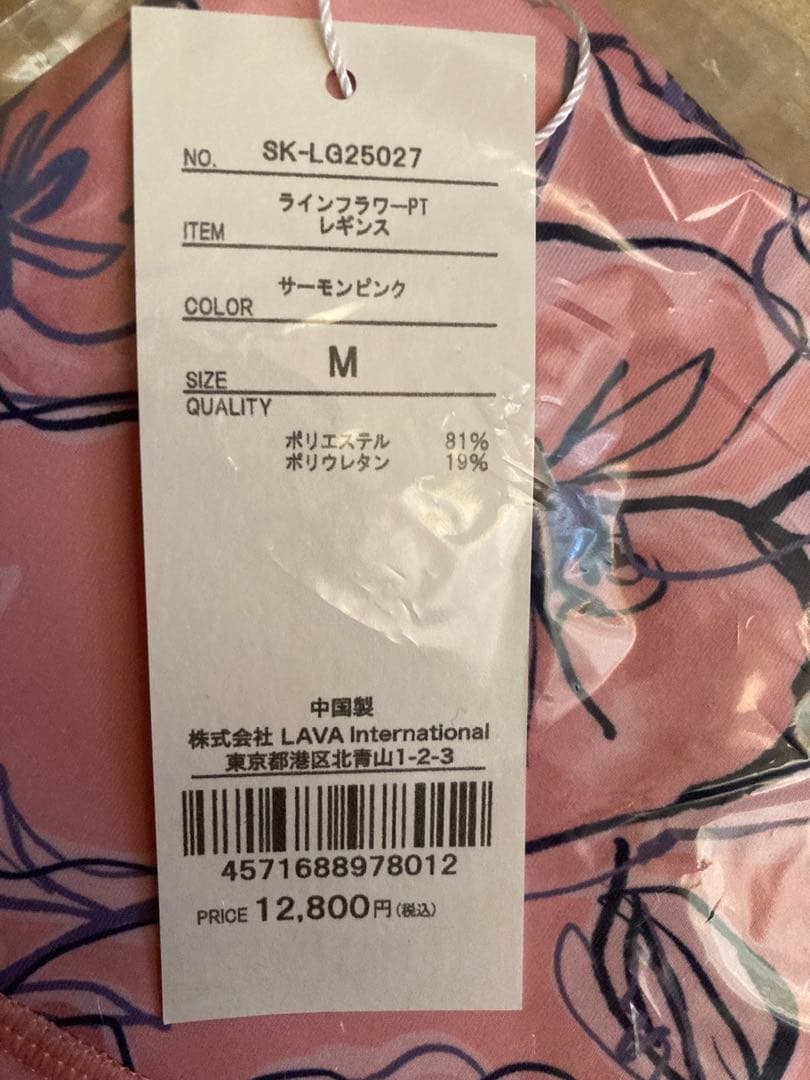 NO. SK-LG25027
ラインフラワーPT
ITEM レギンス
COLOR サーモンピンク
SIZE M
QUALITY
ポリエステル 81%
ポリウレタン 19%
中国製
株式会社 LAVA International
東京都港区北青山1-2-3
4571688978012
PRICE 12,800円(税込)